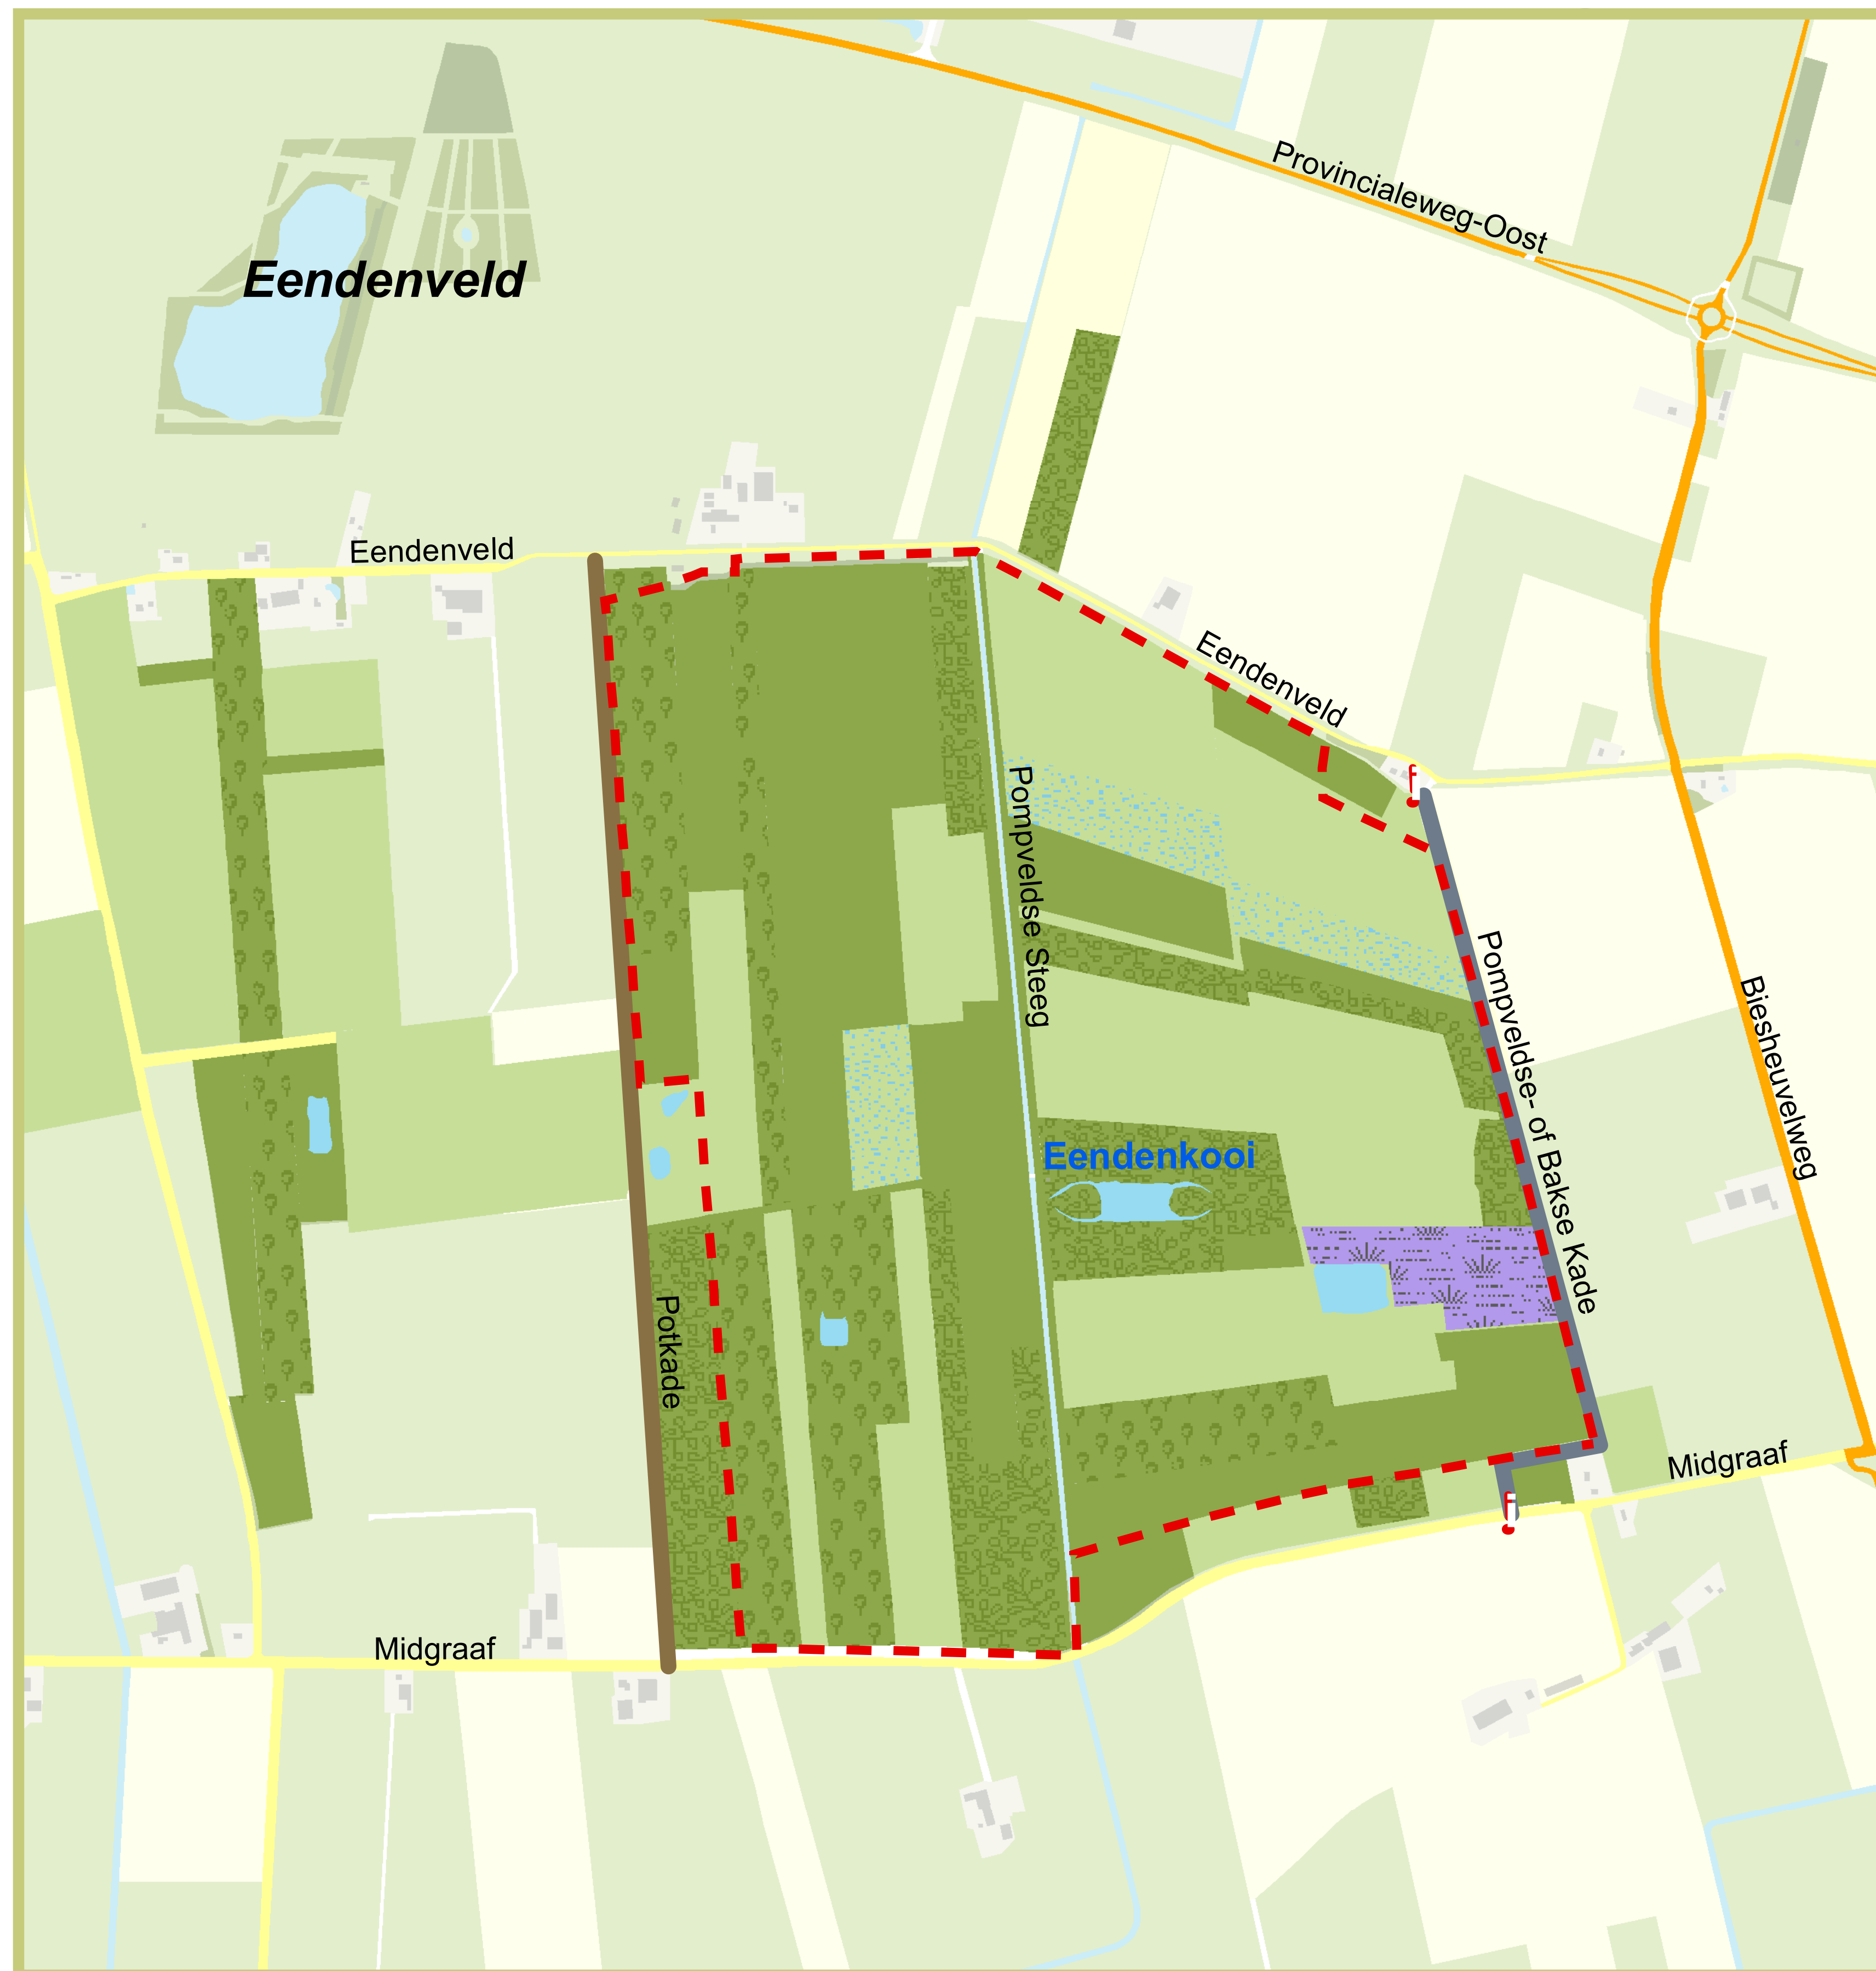 Provincialeweg-Oost
Eendenveld
Eendenveld
Eendenveld
Pompveldse Steeg
Pompveldse- of Bakse Kade
Biesheuvelweg
Eendenkooi
Potkade
Midgraaf
Midgraaf